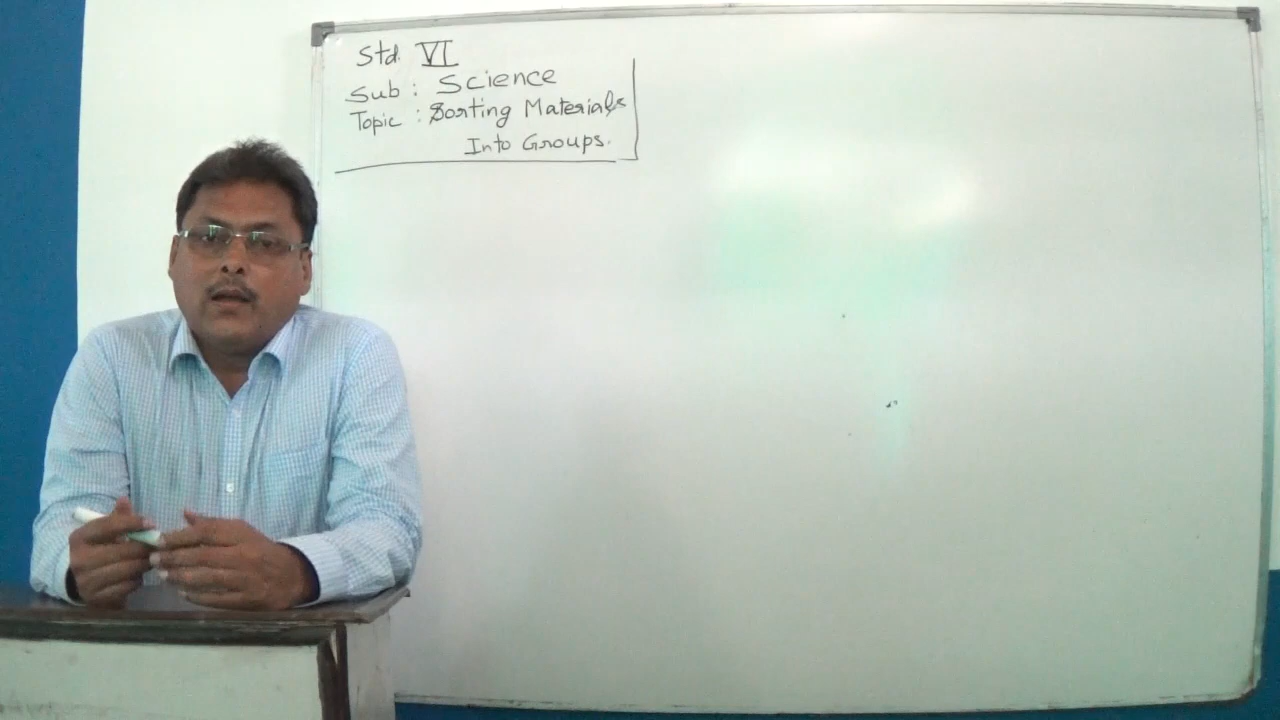 Std. VI
Sub : Science
Topic : Sorting Materials
Into Groups.